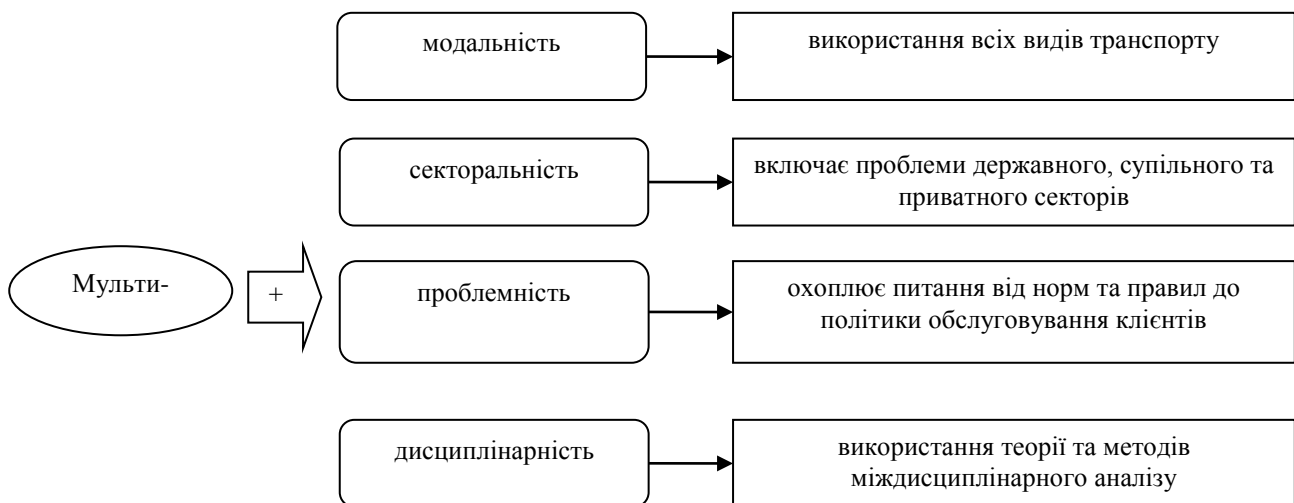 модальність
використання всіх видів транспорту
секторальність
включає проблеми державного, супільного та
приватного секторів
Мульти-
+
проблемність
охоплює питання від норм та правил до
політики обслуговування клієнтів
дисциплінарність
використання теорії та методів
міждисциплінарного аналізу